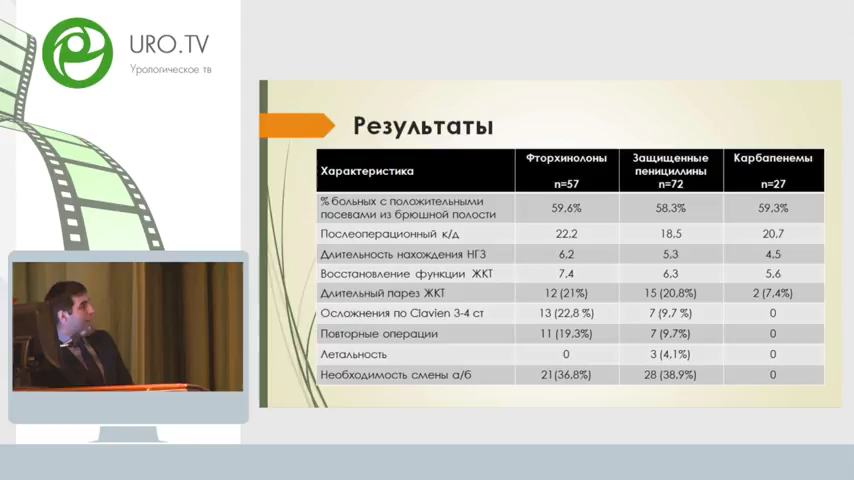 URO.TV
Урологическое тв
Результаты
Характеристика
Фторхинолоны
n=57
Защищенные
пенициллины
n=72
Карбапенемы
n=27
% больных с положительными
посевами из брюшной полости
59,6%
58,3%
59,3%
Послеоперационный к/д
22,2
18,5
20,7
Длительность нахождения НГЗ
6,2
5,3
4,5
Восстановление функции ЖКТ
7,4
6,3
5,6
Длительный парез ЖКТ
12 (21%)
15 (20,8%)
2 (7,4%)
Осложнения по Clavien 3-4 ст
13 (22,8 %)
7 (9,7 %)
0
Повторные операции
11 (19,3%)
7 (9,7%)
0
Летальность
0
3 (4,1%)
0
Необходимость смены а/б
21(36,8%)
28 (38,9%)
0